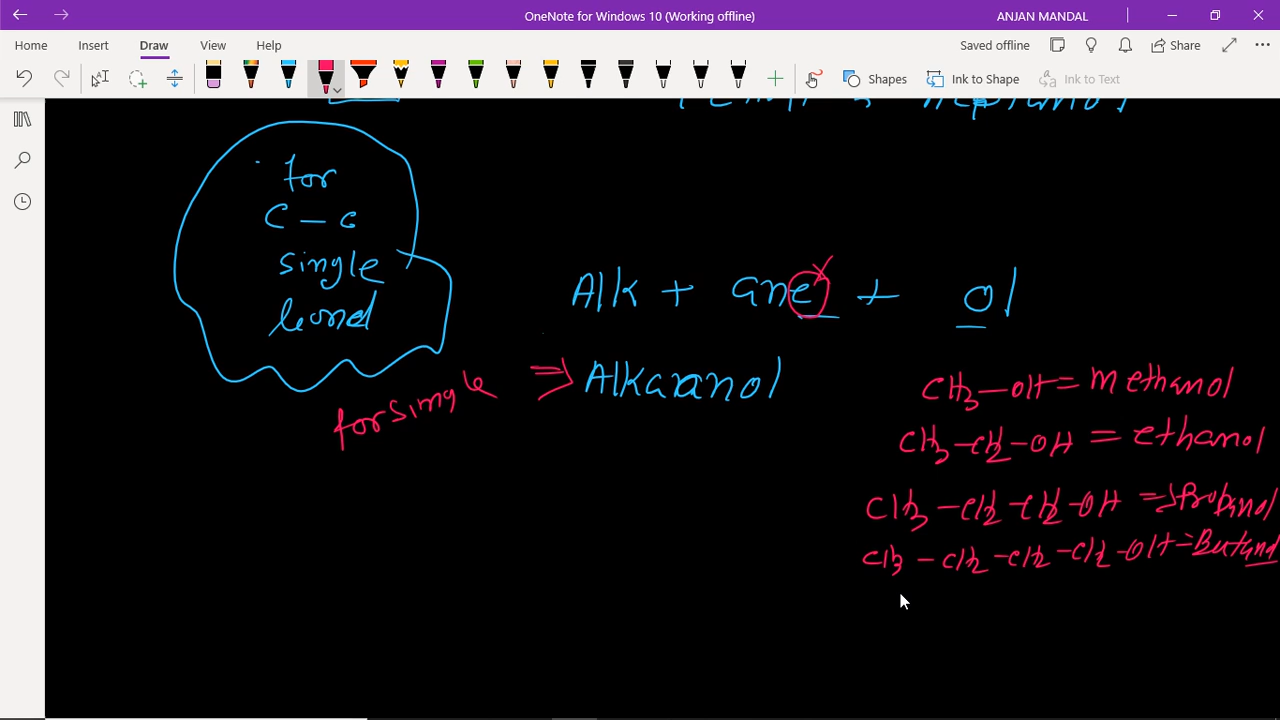 OneNote for Windows 10 (Working offline)
ANJAN MANDAL
Home Insert Draw View Help
Saved offline
Share
Shapes
Ink to Shape
Ink to Text
for
C - c
single
bond
Alk + ane + ol
for single => Alkanol
CH3-OH = methanol
CH3-CH2-OH = ethanol
CH3-CH2-CH2-OH => Propanol
CH3-CH2-CH2-CH2-OH = Butanol